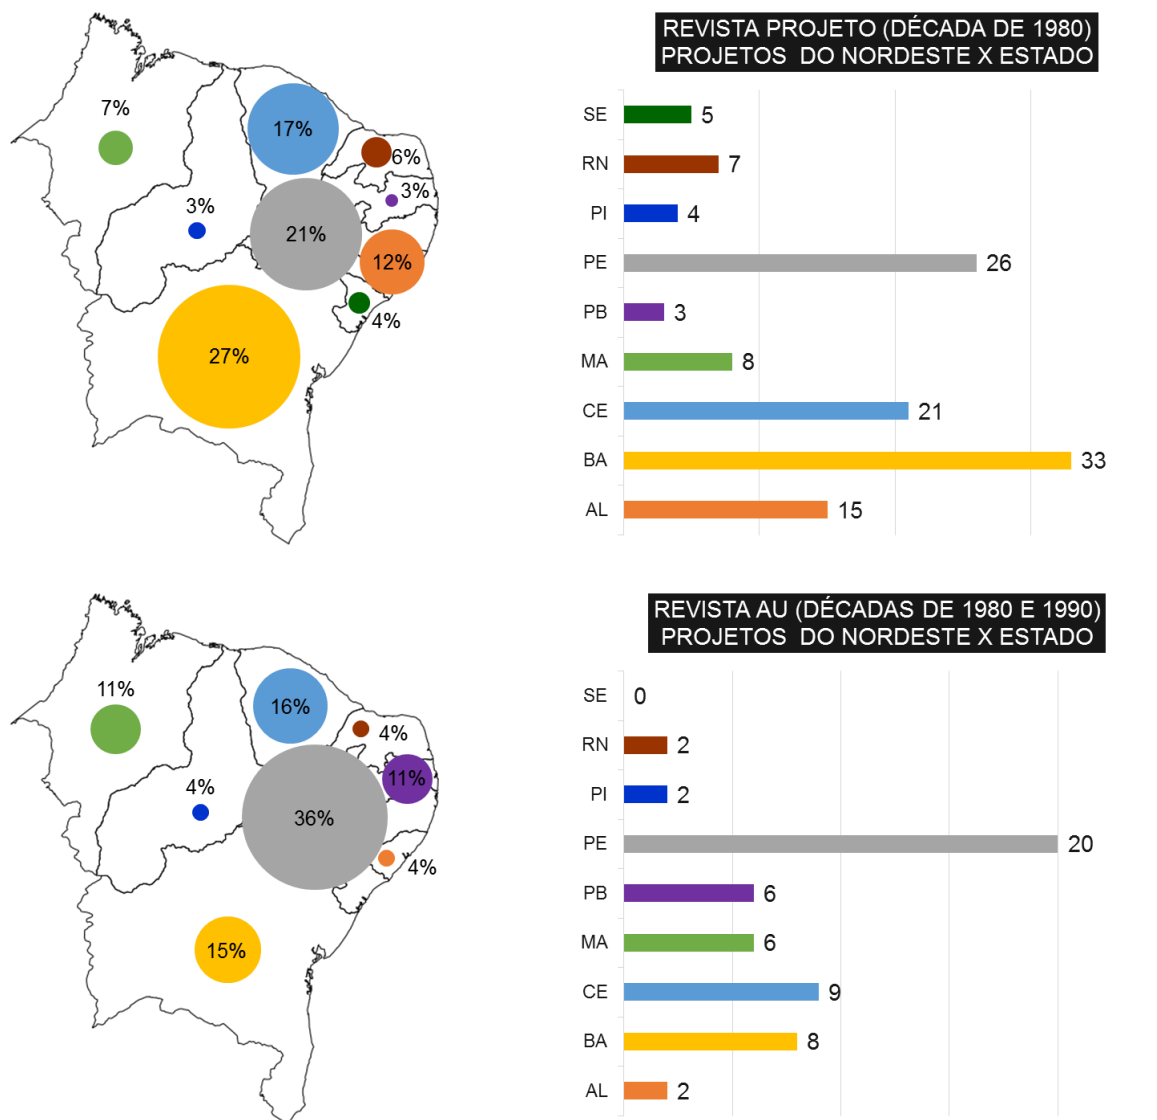 REVISTA PROJETO (DÉCADA DE 1980)
PROJETOS DO NORDESTE X ESTADO
7%
17%
6%
3%
3%
21%
12%
4%
27%
SE 5
RN 7
PI 4
PE 26
PB 3
MA 8
CE 21
BA 33
AL 15
REVISTA AU (DÉCADAS DE 1980 E 1990)
PROJETOS DO NORDESTE X ESTADO
11%
16%
4%
11%
4%
36%
4%
15%
SE 0
RN 2
PI 2
PE 20
PB 6
MA 6
CE 9
BA 8
AL 2